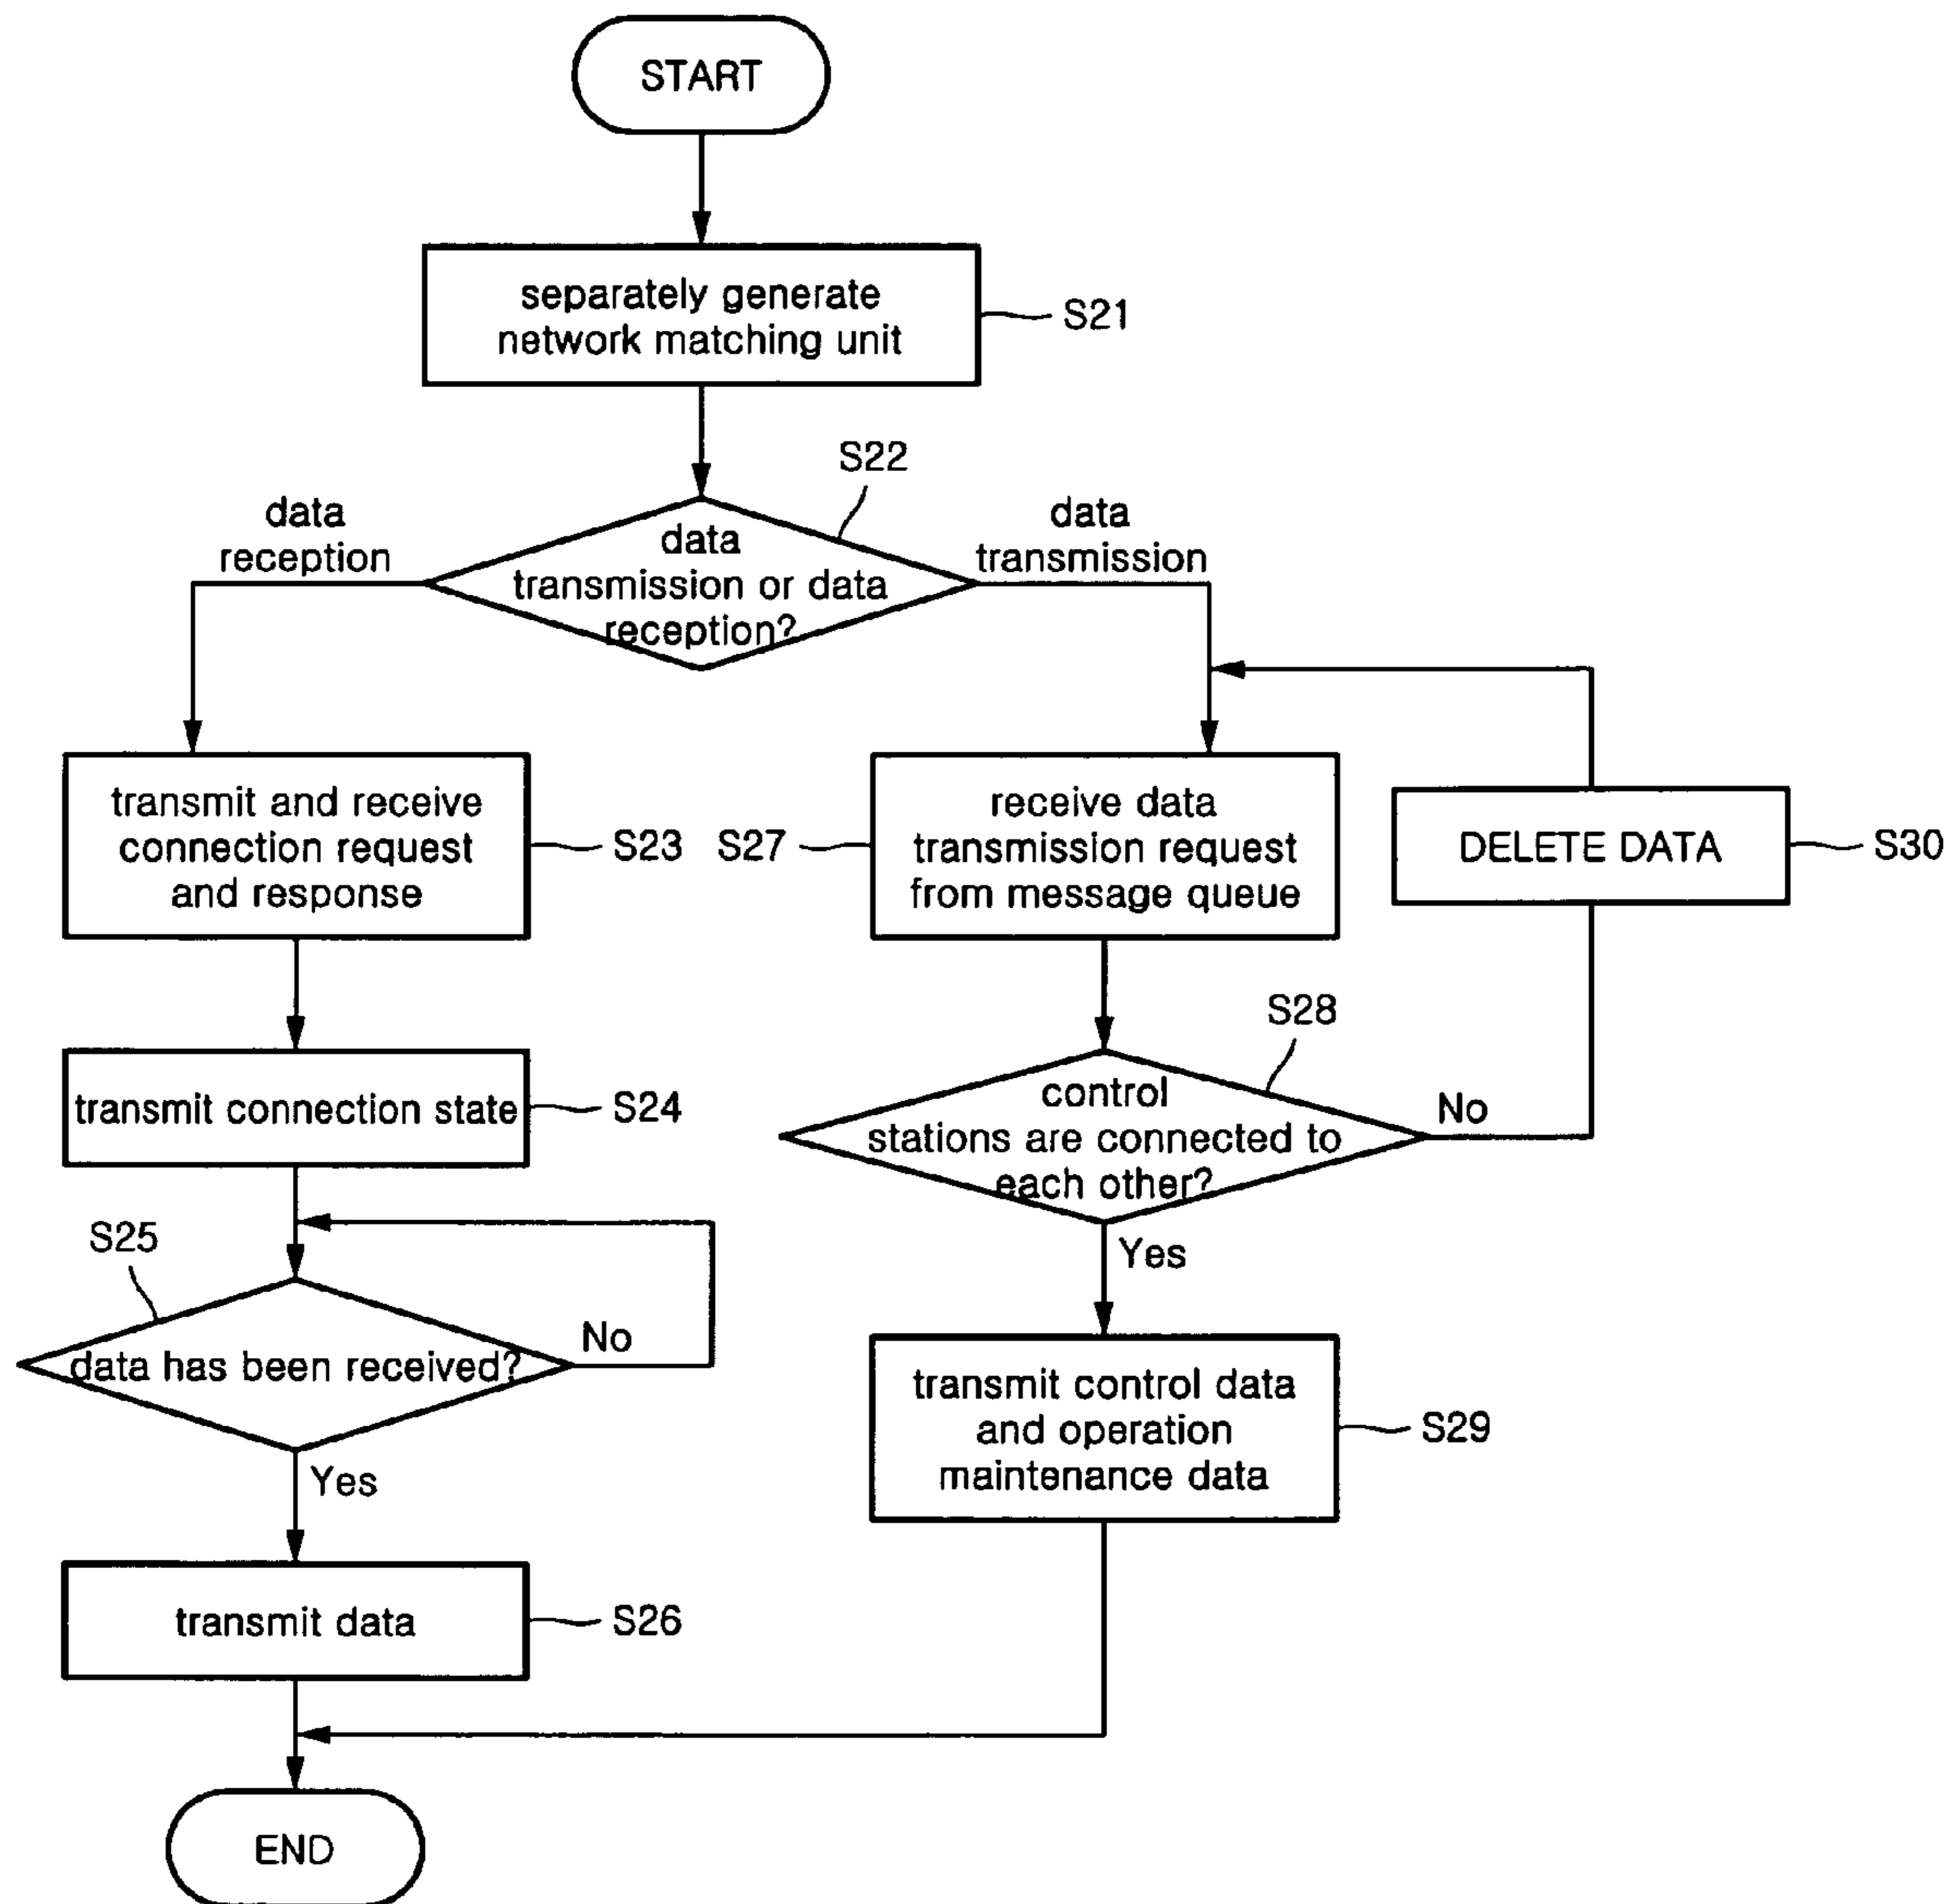 START
separately generate
network matching unit
S21
S22
data
reception
data
transmission or data
reception?
data
transmission
transmit and receive
connection request
and response
S23
S27
receive data
transmission request
from message queue
DELETE DATA
S30
transmit connection state
S24
S28
control
stations are connected to
each other?
No
Yes
S25
data has been received?
No
Yes
transmit control data
and operation
maintenance data
S29
transmit data
S26
END